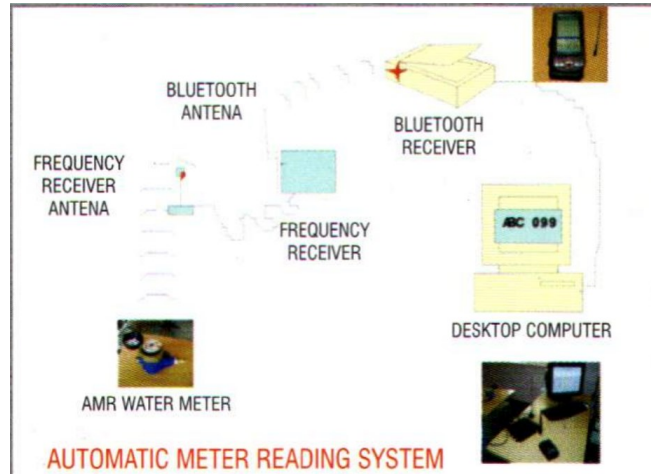 BLUETOOTH
ANTENA
BLUETOOTH
RECEIVER
FREQUENCY
RECEIVER
ANTENA
FREQUENCY
RECEIVER
ABC 099
DESKTOP COMPUTER
AMR WATER METER
AUTOMATIC METER READING SYSTEM